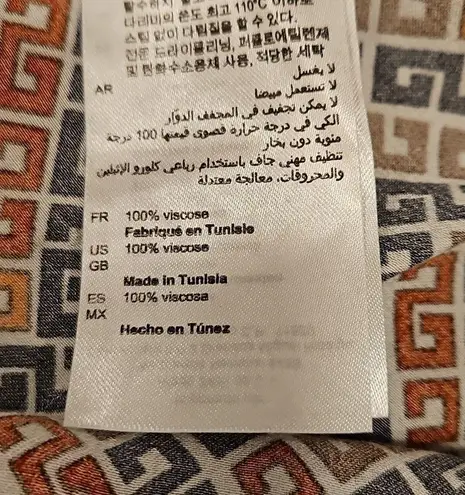 다리미의 온도 최고 110°C 이하로
스팀 없이 다림질을 할 수 있다.
전문 드라이클리닝, 퍼클로에틸렌제
및 탄화수소용제 사용, 적당한 세탁
AR
لا يغسل
لا تستعمل مبيضا
لا يمكن تجفيف في المجفف الدوّار
الكي في درجة حرارة قصوى قيمتها 100 درجة
مئوية دون بخار
تنظيف مهني جاف باستخدام رباعي كلورو الإثيلين
والمحروقات، معالجة معتدلة
FR 100% viscose
Fabriqué en Tunisie
US 100% viscose
GB
Made in Tunisia
ES 100% viscosa
MX
Hecho en Túnez